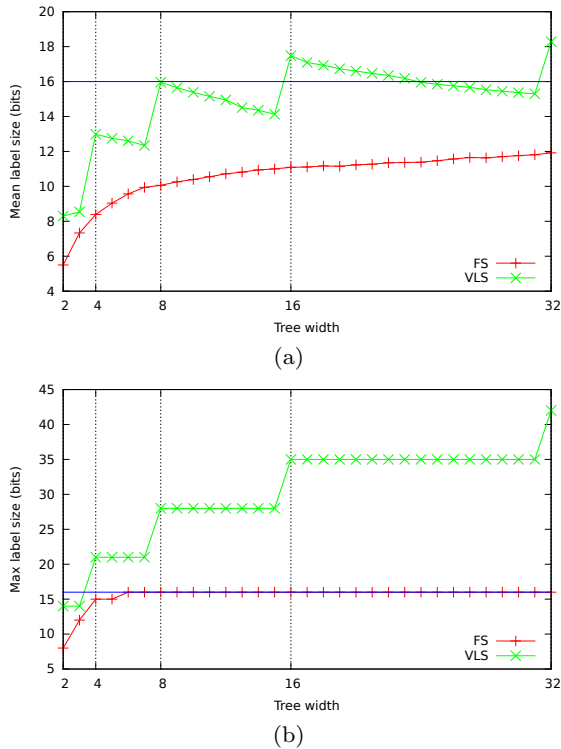 20
18
16
14
12
10
8
6
4
Mean label size (bits)
FS
VLS
2 4 8 16 32
Tree width
(a)
45
40
35
30
25
20
15
10
5
Max label size (bits)
FS
VLS
2 4 8 16 32
Tree width
(b)